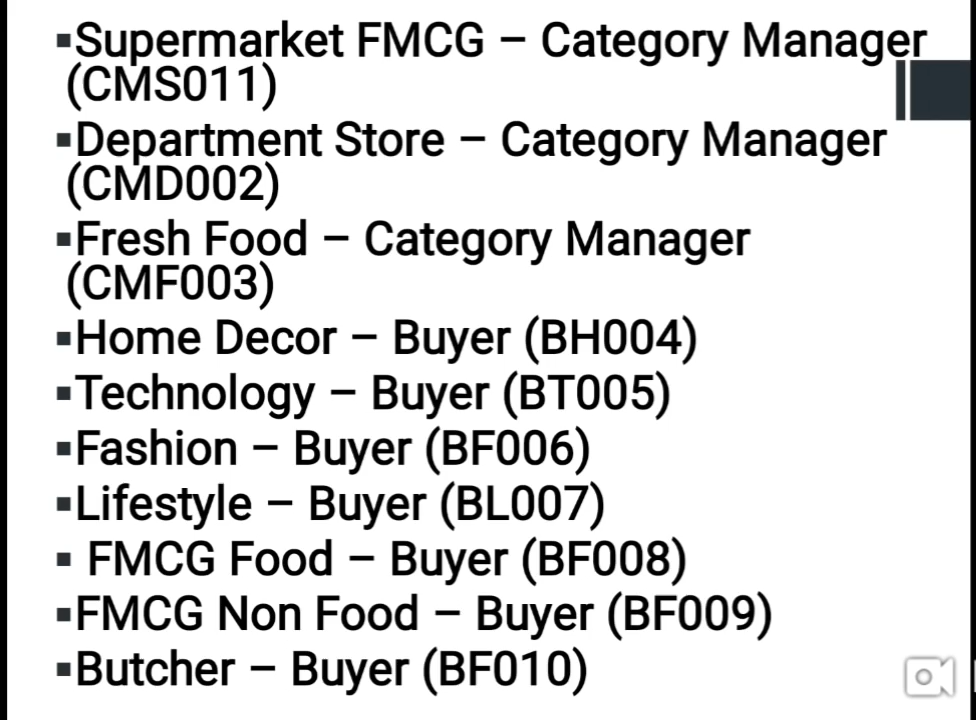 ▪Supermarket FMCG – Category Manager
(CMS011)
▪Department Store – Category Manager
(CMD002)
▪Fresh Food – Category Manager
(CMF003)
▪Home Decor – Buyer (BH004)
▪Technology – Buyer (BT005)
▪Fashion – Buyer (BF006)
▪Lifestyle – Buyer (BL007)
▪ FMCG Food – Buyer (BF008)
▪FMCG Non Food – Buyer (BF009)
▪Butcher – Buyer (BF010)